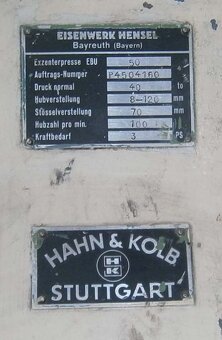 EISENWERK HENSEL
Bayreuth (Bayern)
Exzenterpresse EBU 50
Auftrags-Nummer P4504160
Druck normal 40 to
Hubverstellung 8-120 mm
Stösselverstellung 70 mm
Hubzahl pro min. 100
Kraftbedarf 3 PS
HAHN & KOLB
HK
STUTTGART